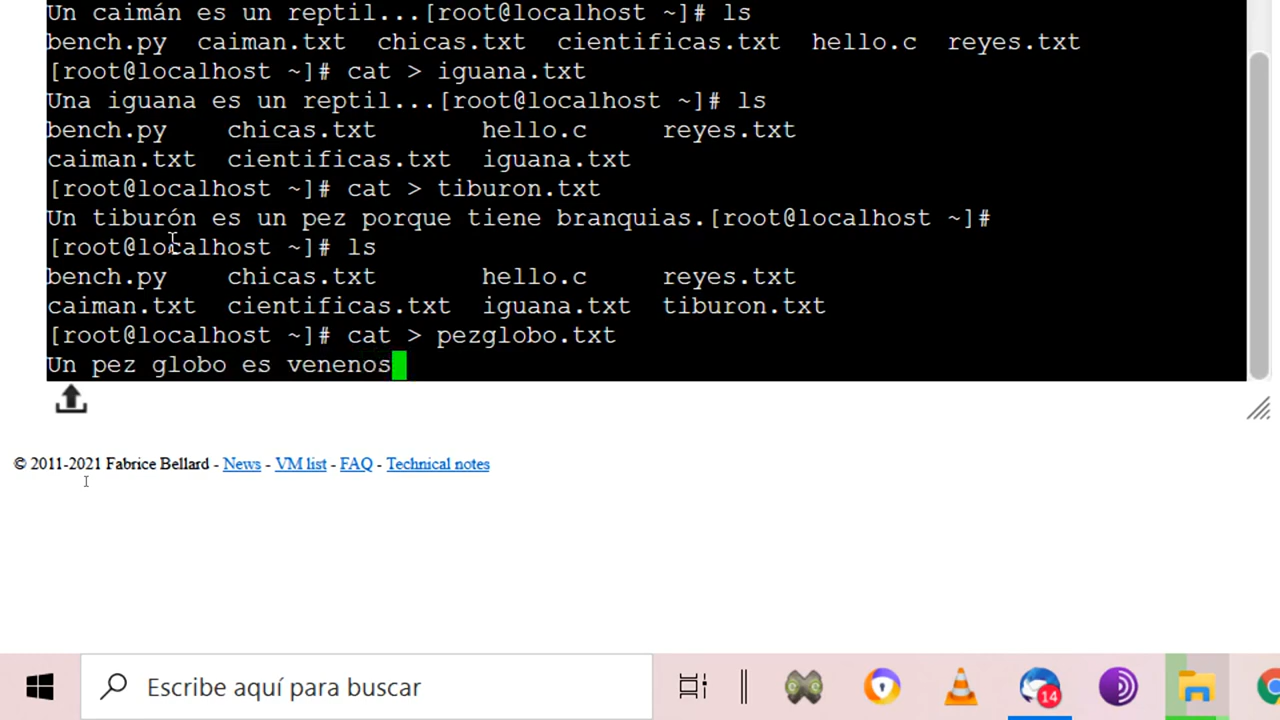 Un caimán es un reptil...[root@localhost ~]# ls
bench.py  caiman.txt  chicas.txt  cientificas.txt  hello.c  reyes.txt
[root@localhost ~]# cat > iguana.txt
Una iguana es un reptil...[root@localhost ~]# ls
bench.py    chicas.txt       hello.c     reyes.txt
caiman.txt  cientificas.txt  iguana.txt
[root@localhost ~]# cat > tiburon.txt
Un tiburón es un pez porque tiene branquias.[root@localhost ~]#
[root@localhost ~]# ls
bench.py    chicas.txt       hello.c     reyes.txt
caiman.txt  cientificas.txt  iguana.txt  tiburon.txt
[root@localhost ~]# cat > pezglobo.txt
Un pez globo es venenos
© 2011-2021 Fabrice Bellard - News - VM list - FAQ - Technical notes
Escribe aquí para buscar
14